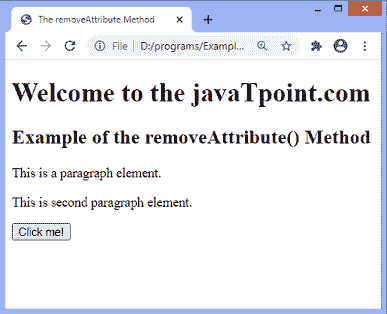 The removeAttribute Method
File | D:/programs/Exampl...
Welcome to the javaTpoint.com
Example of the removeAttribute() Method
This is a paragraph element.
This is second paragraph element.
Click me!